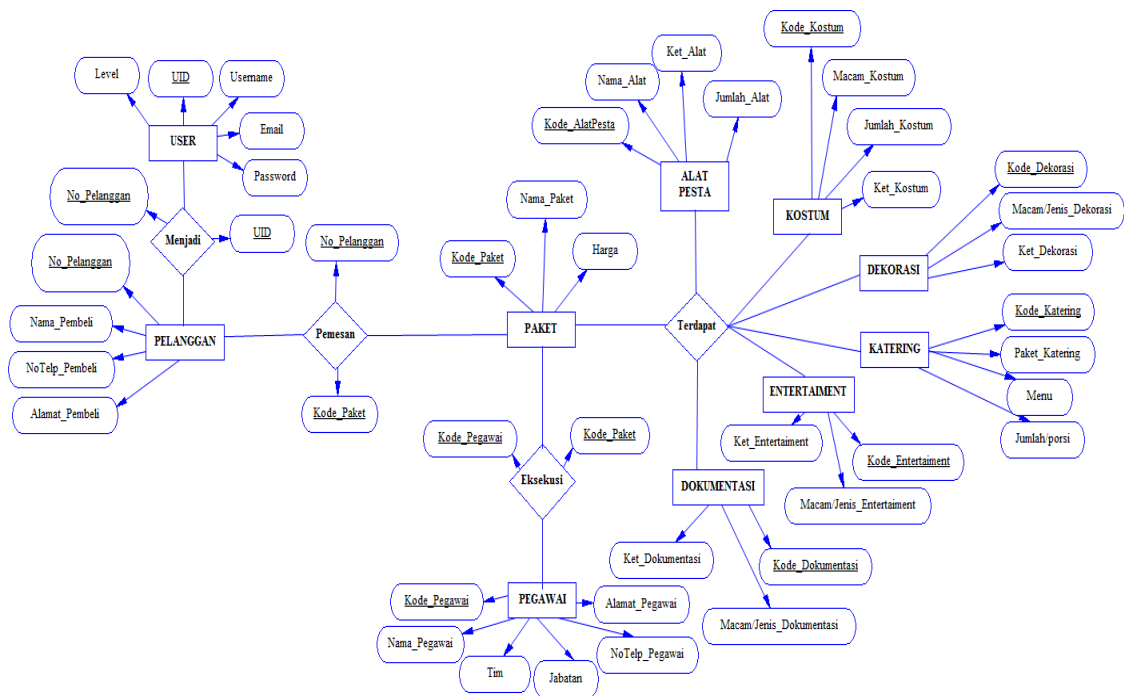 Kode_Kostum
Ket_Alat
Level
UID
Username
Nama_Alat
Macam_Kostum
Jumlah_Alat
Kode_AlatPesta
Jumlah_Kostum
Email
USER
Password
Kode_Dekorasi
ALAT
PESTA
Ket_Kostum
No_Pelanggan
Nama_Paket
KOSTUM
Macam/Jenis_Dekorasi
Menjadi
UID
No_Pelanggan
Harga
Ket_Dekorasi
Kode_Paket
DEKORASI
No_Pelanggan
Kode_Katering
Nama_Pembeli
PELANGGAN
Pemesan
PAKET
Terdapat
KATERING
Paket_Katering
NoTelp_Pembeli
ENTERTAIMENT
Menu
Alamat_Pembeli
Kode_Paket
Kode_Pegawai
Kode_Paket
Ket_Entertaiment
Jumlah/porsi
Kode_Entertaiment
Eksekusi
DOKUMENTASI
Macam/Jenis_Entertaiment
Ket_Dokumentasi
Kode_Dokumentasi
Kode_Pegawai
PEGAWAI
Alamat_Pegawai
Macam/Jenis_Dokumentasi
Nama_Pegawai
NoTelp_Pegawai
Tim
Jabatan